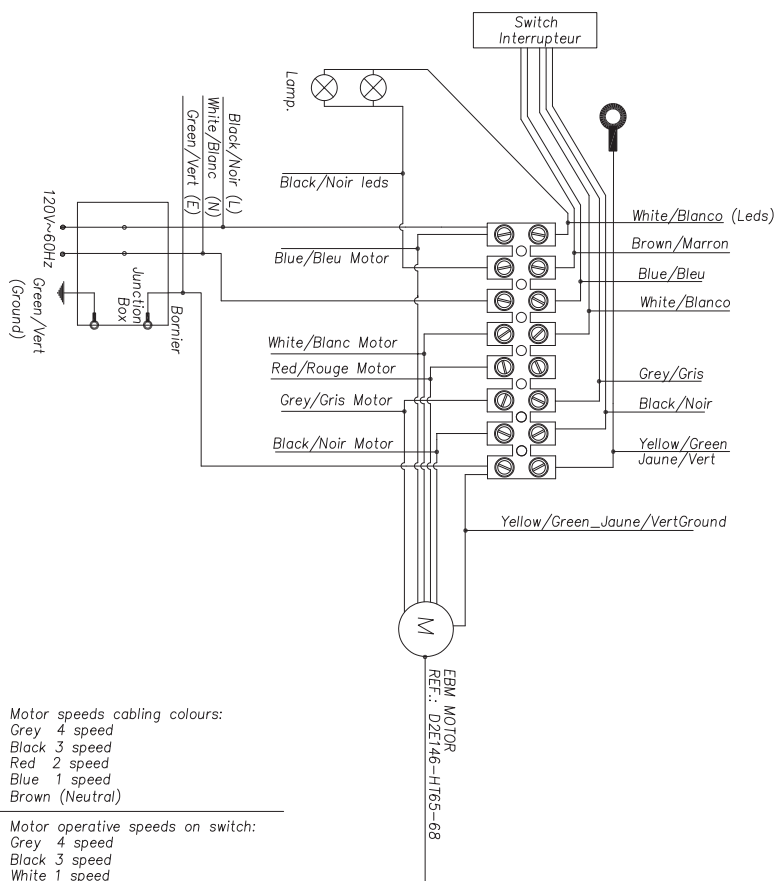 Switch
Interrupteur
Lamp.
Black/Noir (L)
White/Blanc (N)
Green/Vert (E)
Black/Noir leds
120V~60Hz
Blue/Bleu Motor
Junction
Box
Bornier
Green/Vert
(Ground)
White/Blanc Motor
Red/Rouge Motor
Grey/Gris Motor
Black/Noir Motor
White/Blanco (Leds)
Brown/Marron
Blue/Bleu
White/Blanco
Grey/Gris
Black/Noir
Yellow/Green
Jaune/Vert
Yellow/Green_Jaune/VertGround
M
EBM MOTOR
REF.: D2E146-HT65-68
Motor speeds cabling colours:
Grey 4 speed
Black 3 speed
Red 2 speed
Blue 1 speed
Brown (Neutral)
Motor operative speeds on switch:
Grey 4 speed
Black 3 speed
White 1 speed